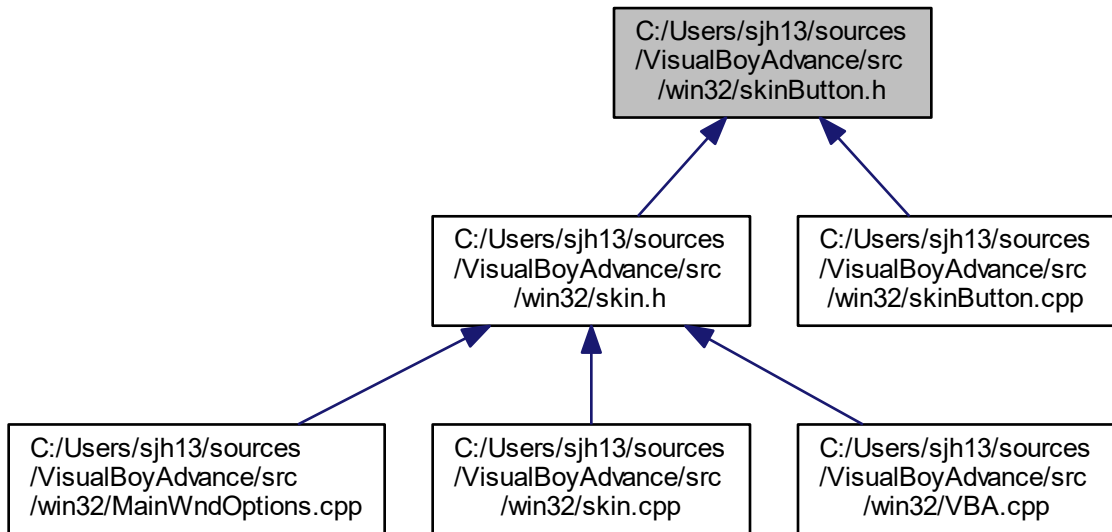 C:/Users/sjh13/sources
/VisualBoyAdvance/src
/win32/skinButton.h
C:/Users/sjh13/sources
/VisualBoyAdvance/src
/win32/skin.h
C:/Users/sjh13/sources
/VisualBoyAdvance/src
/win32/skinButton.cpp
C:/Users/sjh13/sources
/VisualBoyAdvance/src
/win32/MainWndOptions.cpp
C:/Users/sjh13/sources
/VisualBoyAdvance/src
/win32/skin.cpp
C:/Users/sjh13/sources
/VisualBoyAdvance/src
/win32/VBA.cpp